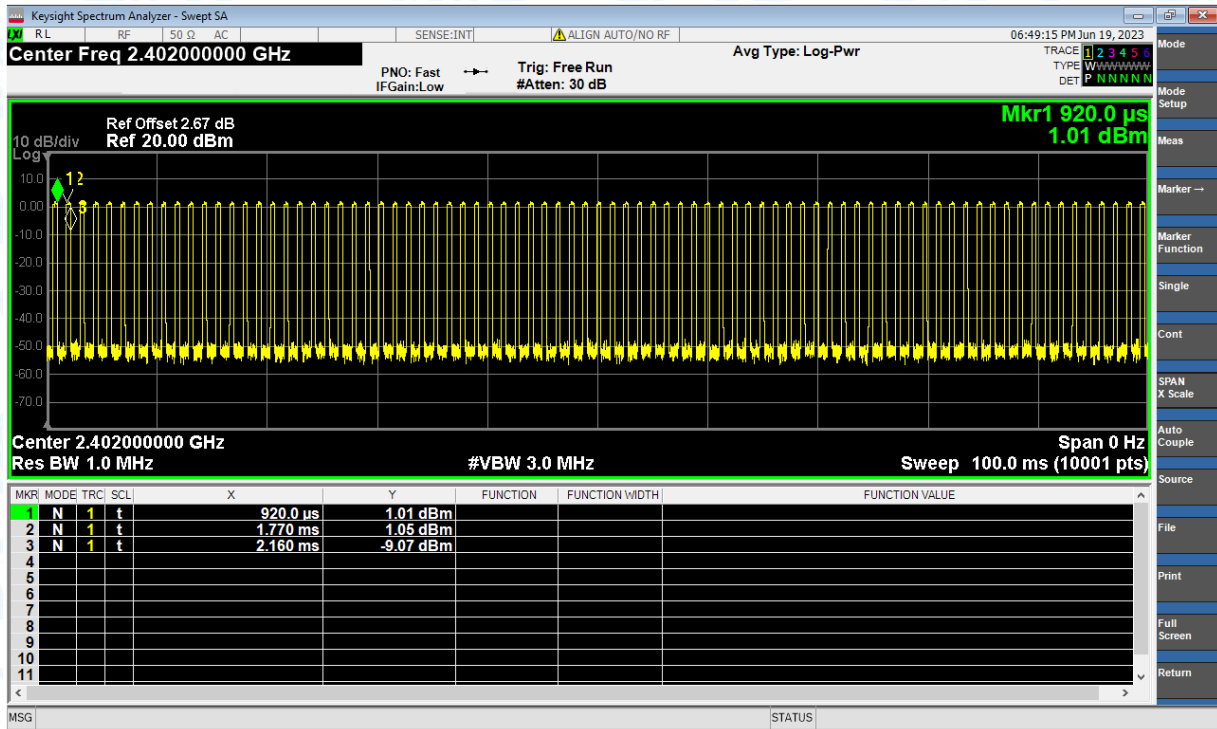 Keysight Spectrum Analyzer - Swept SA
LXI RL RF 50 Ω AC SENSE:INT ALIGN AUTO/NO RF 06:49:15 PM Jun 19, 2023
Center Freq 2.402000000 GHz
PNO: Fast
IFGain:Low
Trig: Free Run
#Atten: 30 dB
Avg Type: Log-Pwr
TRACE 1 2 3 4 5 6
TYPE WWWWWWW
DET P N N N N N
Mkr1 920.0 µs
1.01 dBm
Ref Offset 2.67 dB
10 dB/div Ref 20.00 dBm
Log
10.0
0.00
-10.0
-20.0
-30.0
-40.0
-50.0
-60.0
-70.0
1 2
3
Center 2.402000000 GHz Span 0 Hz
Res BW 1.0 MHz #VBW 3.0 MHz Sweep 100.0 ms (10001 pts)
MKR MODE TRC SCL X Y FUNCTION FUNCTION WIDTH FUNCTION VALUE
1 N 1 t 920.0 µs 1.01 dBm
2 N 1 t 1.770 ms 1.05 dBm
3 N 1 t 2.160 ms -9.07 dBm
4
5
6
7
8
9
10
11
MSG STATUS
Mode
Mode
Setup
Meas
Marker →
Marker
Function
Single
Cont
SPAN
X Scale
Auto
Couple
Source
File
Print
Full
Screen
Return